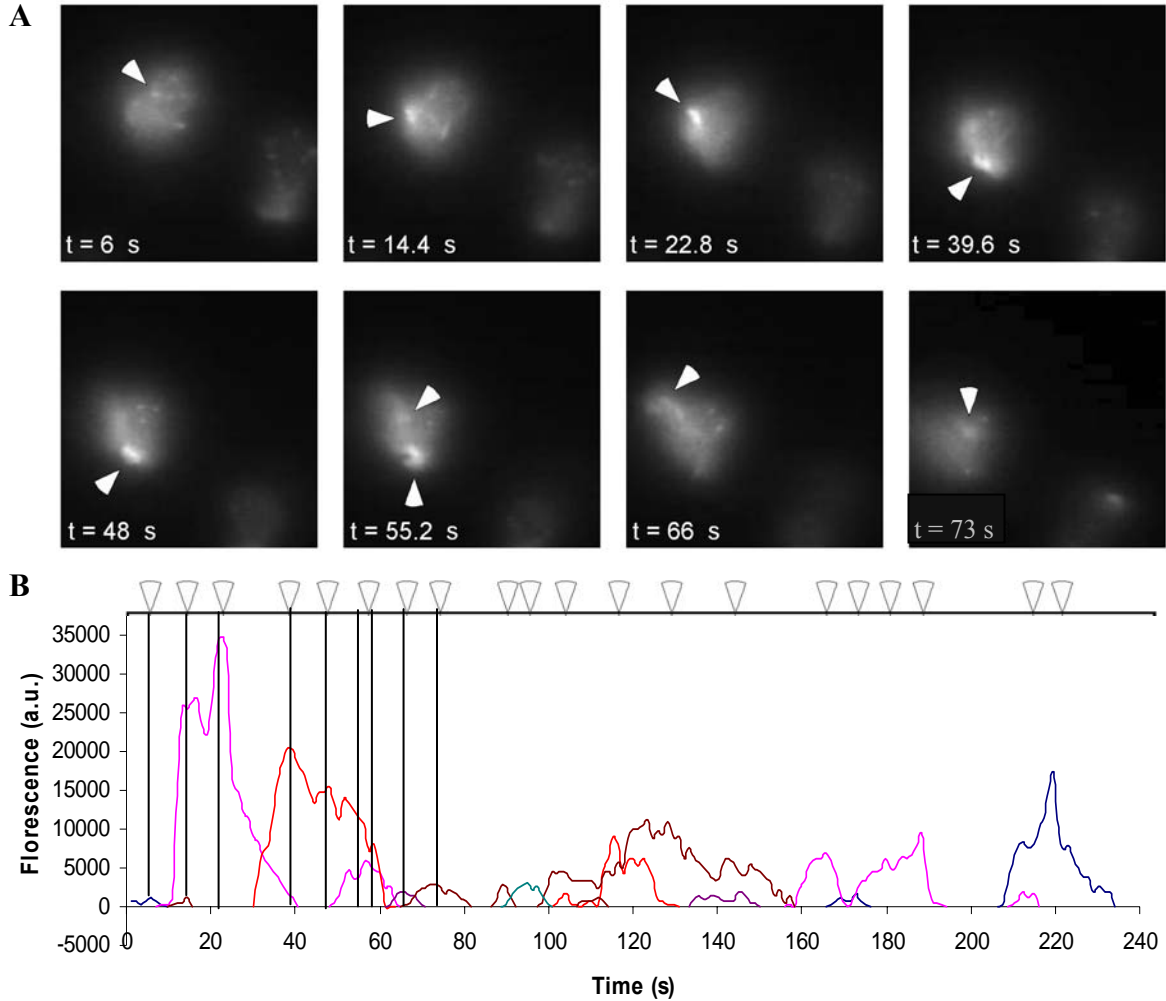 A
t = 6 s
t = 14.4 s
t = 22.8 s
t = 39.6 s
t = 48 s
t = 55.2 s
t = 66 s
t = 73 s
B
Florescence (a.u.)
35000
30000
25000
20000
15000
10000
5000
0
-5000
0 20 40 60 80 100 120 140 160 180 200 220 240
Time (s)